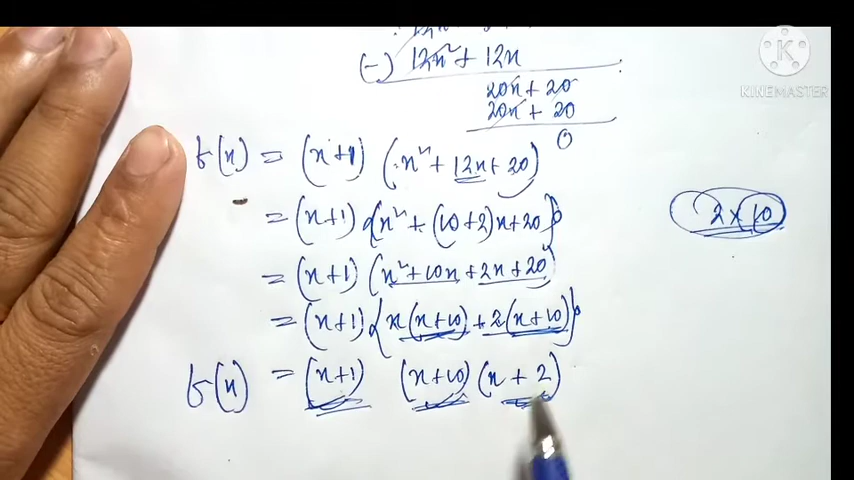 (-) 12x² + 12x
20x + 20
20x + 20
0
f(x) = (x+1) (x² + 12x + 20)
= (x+1) {x² + (10+2)x+20}
= (x+1) (x²+10x+2x+20)
= (x+1) {x(x+10)+2(x+10)}
f(x) = (x+1) (x+10) (x+2)
2×10
K
KINEMASTER